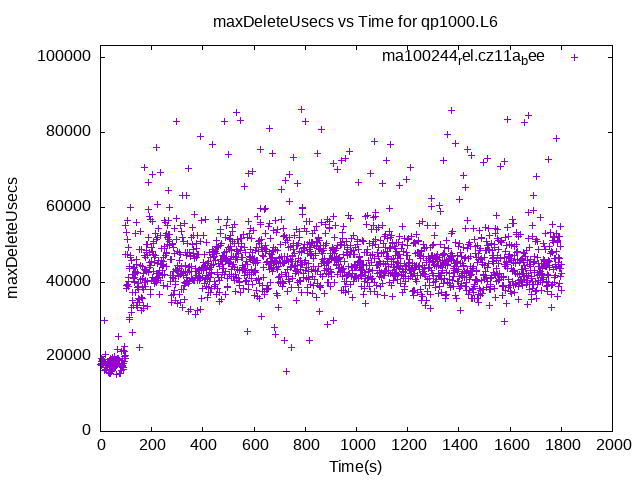 maxDeleteUsecs vs Time for qp1000.L6
ma100244rel.cz11abee
100000
80000
60000
40000
20000
0
maxDeleteUsecs
0 200 400 600 800 1000 1200 1400 1600 1800 2000
Time(s)